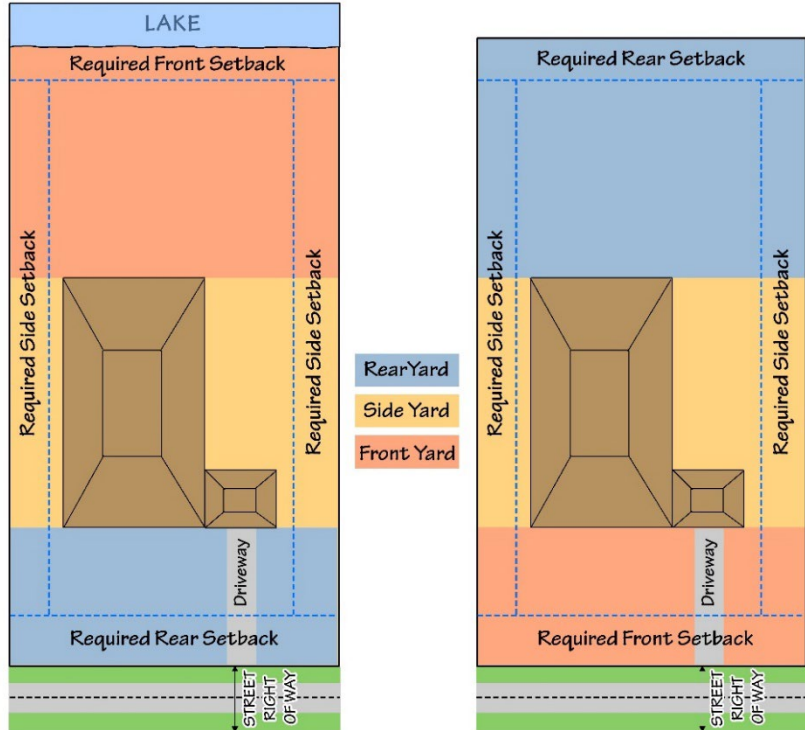 LAKE
Required Front Setback
Required Side Setback
Required Side Setback
Driveway
Required Rear Setback
STREET
RIGHT
OF WAY
RearYard
Side Yard
Front Yard
Required Rear Setback
Required Side Setback
Required Side Setback
Driveway
Required Front Setback
STREET
RIGHT
OF WAY